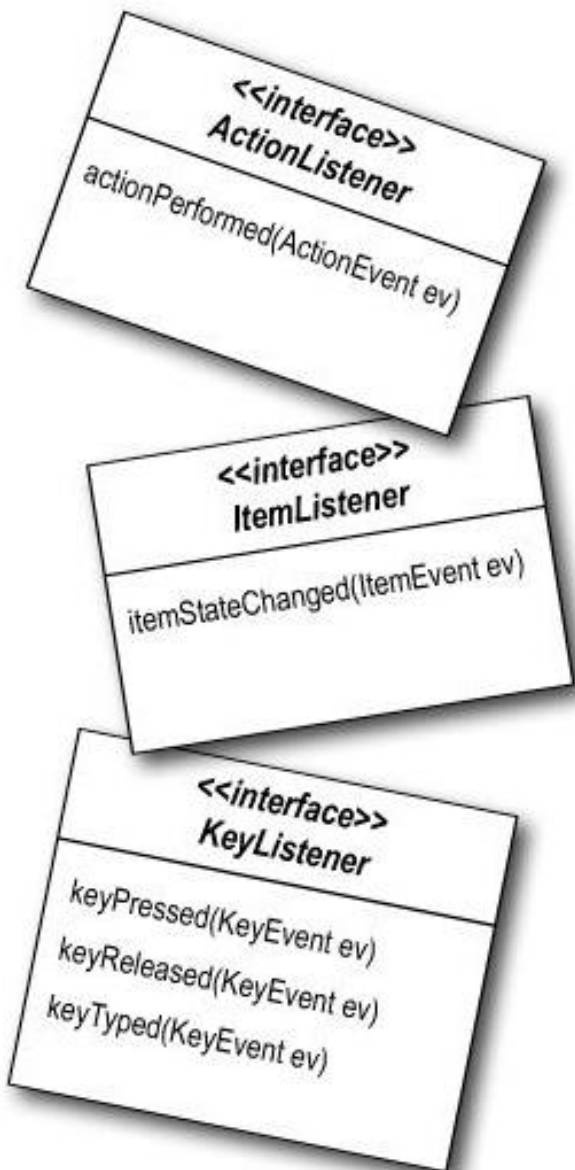 <<interface>>
ActionListener
actionPerformed(ActionEvent ev)
<<interface>>
ItemListener
itemStateChanged(ItemEvent ev)
<<interface>>
KeyListener
keyPressed(KeyEvent ev)
keyReleased(KeyEvent ev)
keyTyped(KeyEvent ev)